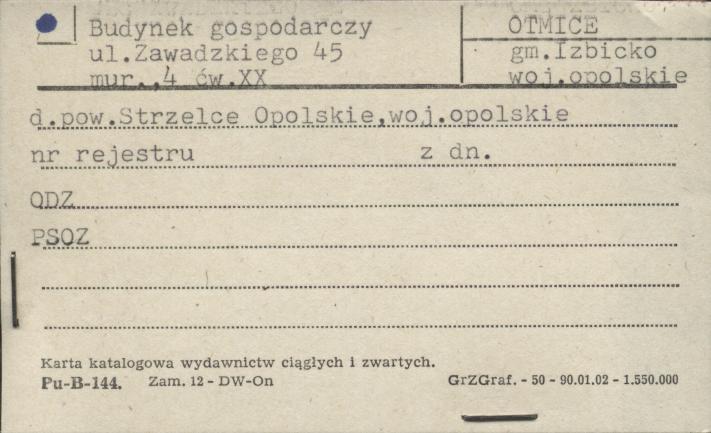 Budynek gospodarczy
ul.Zawadzkiego 45
mur.,4 ćw.XX
OTMICE
gm.Izbicko
woj.opolskie
d.pow.Strzelce Opolskie,woj.opolskie
nr rejestru z dn.
ODZ
PSOZ
Karta katalogowa wydawnictw ciągłych i zwartych.
Pu-B-144. Zam. 12 - DW-On GrZGraf. - 50 - 90.01.02 - 1.550.000